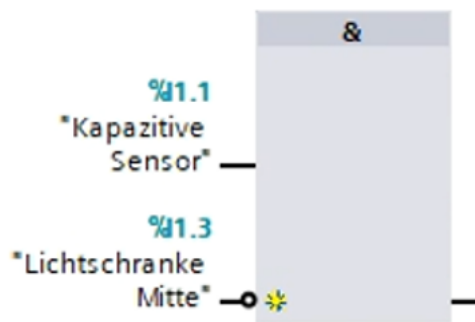 &
%I1.1
"Kapazitive
Sensor"
%I1.3
"Lichtschranke
Mitte"